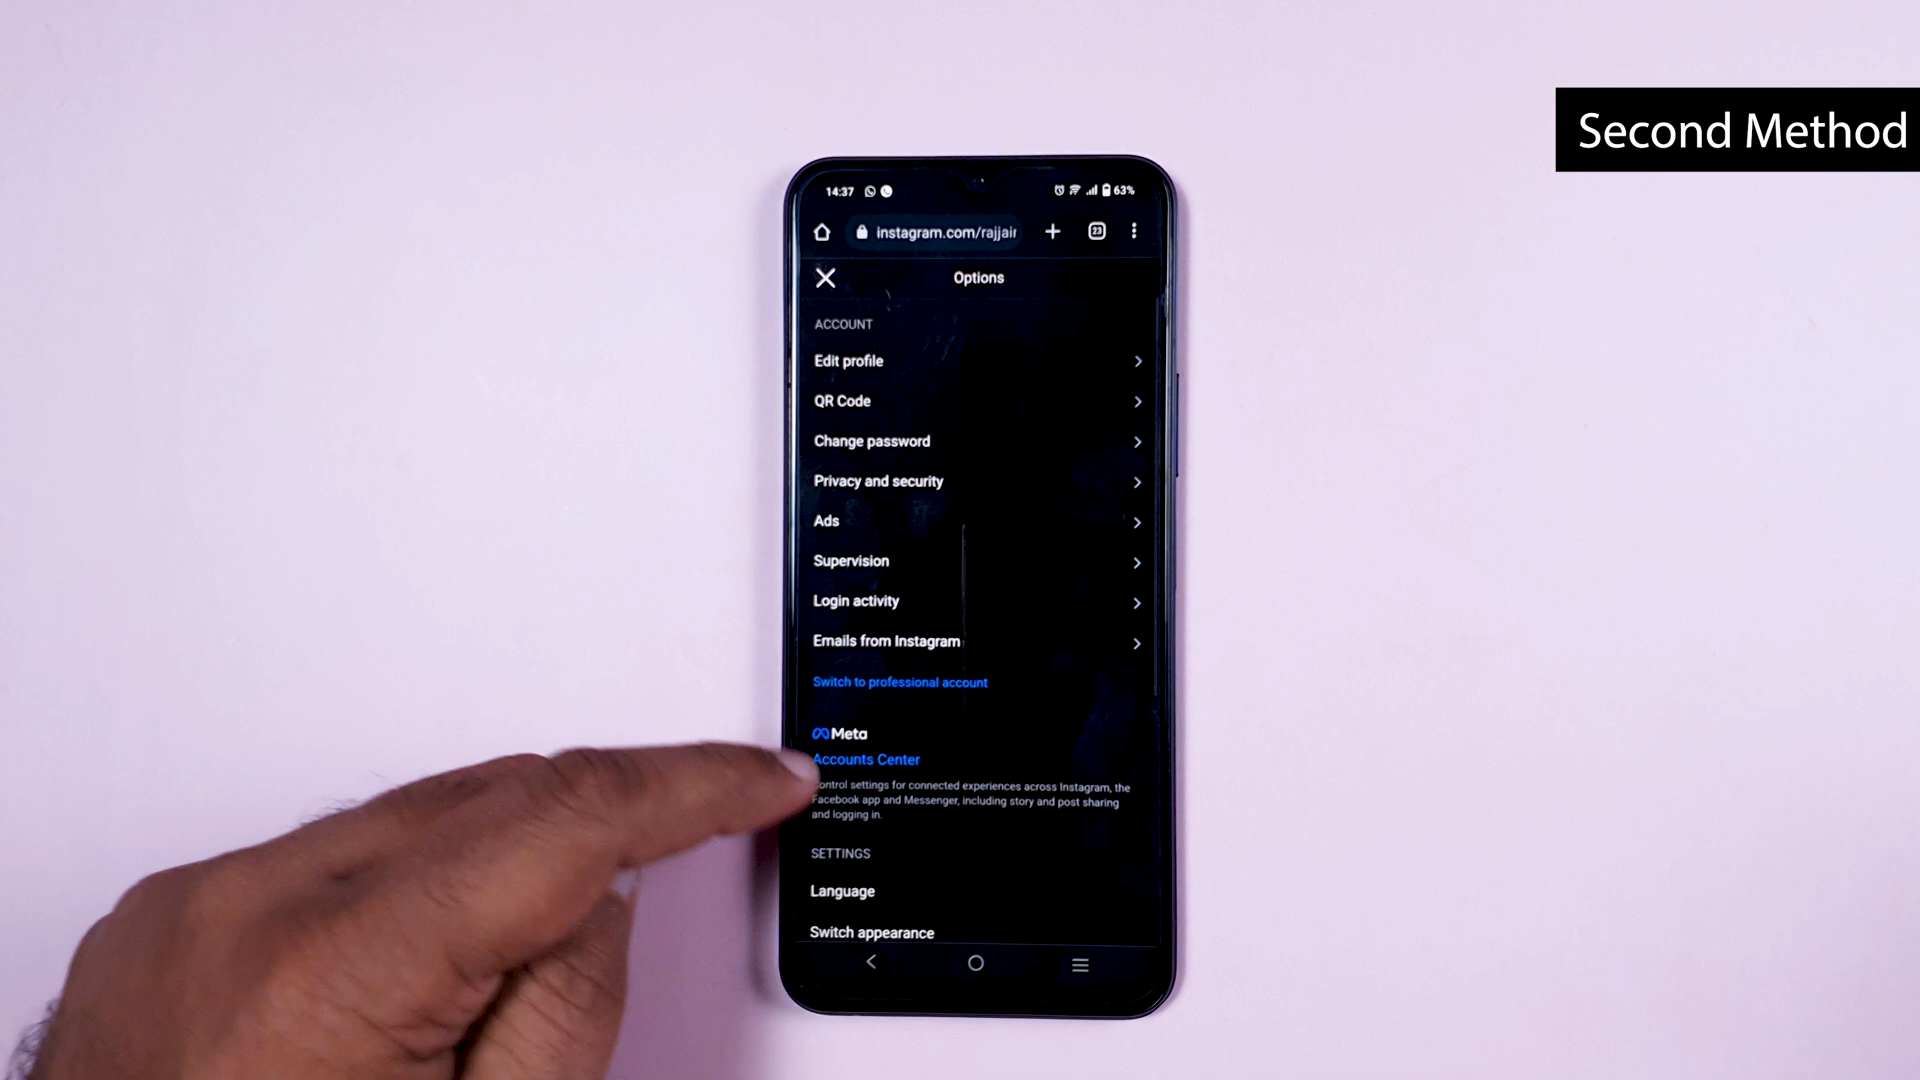 Second Method
14:37
63%
instagram.com/rajjair
23
Options
ACCOUNT
Edit profile
QR Code
Change password
Privacy and security
Ads
Supervision
Login activity
Emails from Instagram
Switch to professional account
Meta
Accounts Center
ontrol settings for connected experiences across Instagram, the
Facebook app and Messenger, including story and post sharing
and logging in.
SETTINGS
Language
Switch appearance